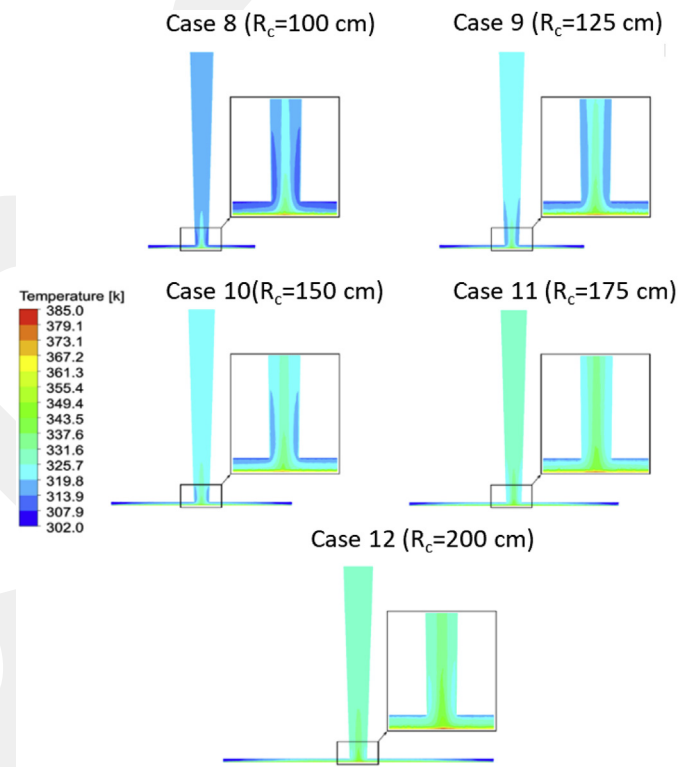 Case 8 (Rc=100 cm)
Case 9 (Rc=125 cm)
Temperature [k]
385.0
379.1
373.1
367.2
361.3
355.4
349.4
343.5
337.6
331.6
325.7
319.8
313.9
307.9
302.0
Case 10(Rc=150 cm)
Case 11 (Rc=175 cm)
Case 12 (Rc=200 cm)